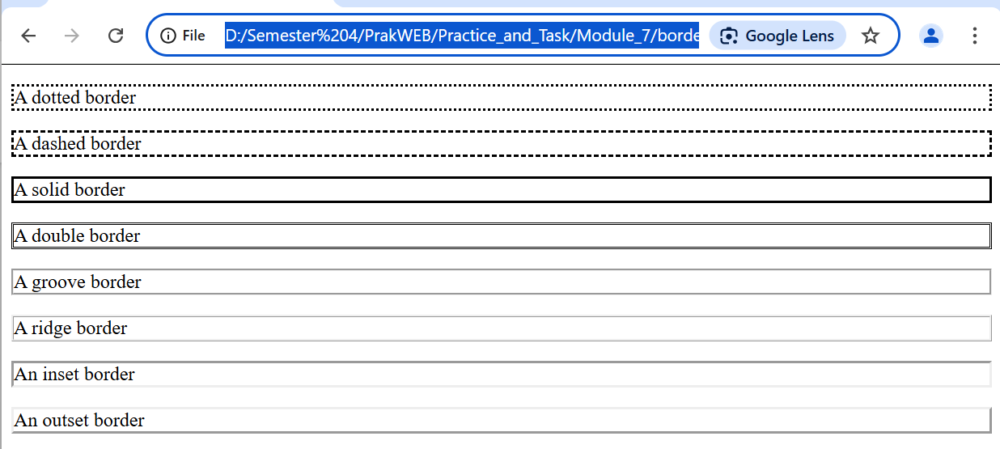 File D:/Semester%204/PrakWEB/Practice_and_Task/Module_7/borde Google Lens
A dotted border
A dashed border
A solid border
A double border
A groove border
A ridge border
An inset border
An outset border